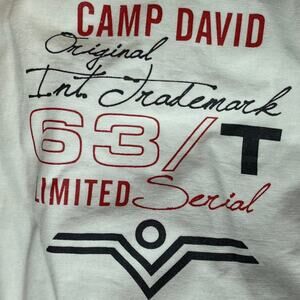 CAMP DAVID
Original
Int. Trademark
63/T
LIMITED Serial